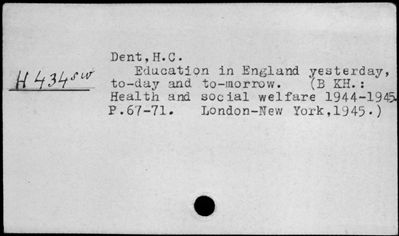 Dent,H.C.
H 434 sw
Education in England yesterday,
to-day and to-morrow. (B KH.:
Health and social welfare 1944-1945.
P.67-71. London-New York,1945.)